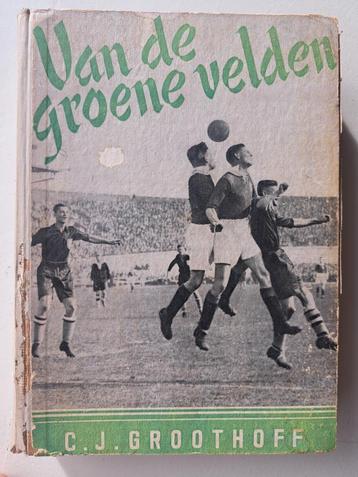 Van de
groene velden
C.J. GROOTHOFF